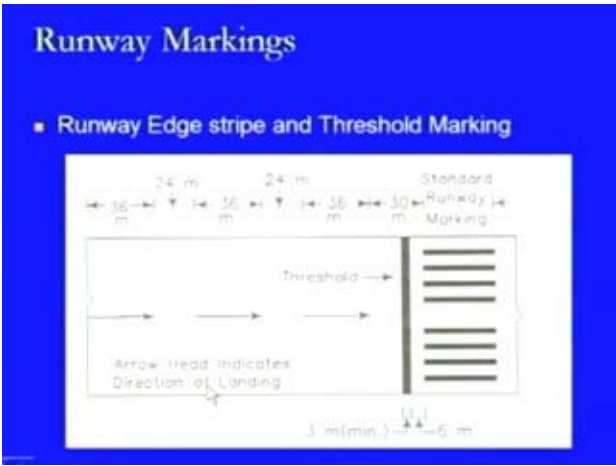 Runway Markings
Runway Edge stripe and Threshold Marking
24 m 24 m Standard
36 36 36 30 Runway
m m m m Marking
Threshold
Arrow Head Indicates
Direction of Landing
3 m(min.) 6 m